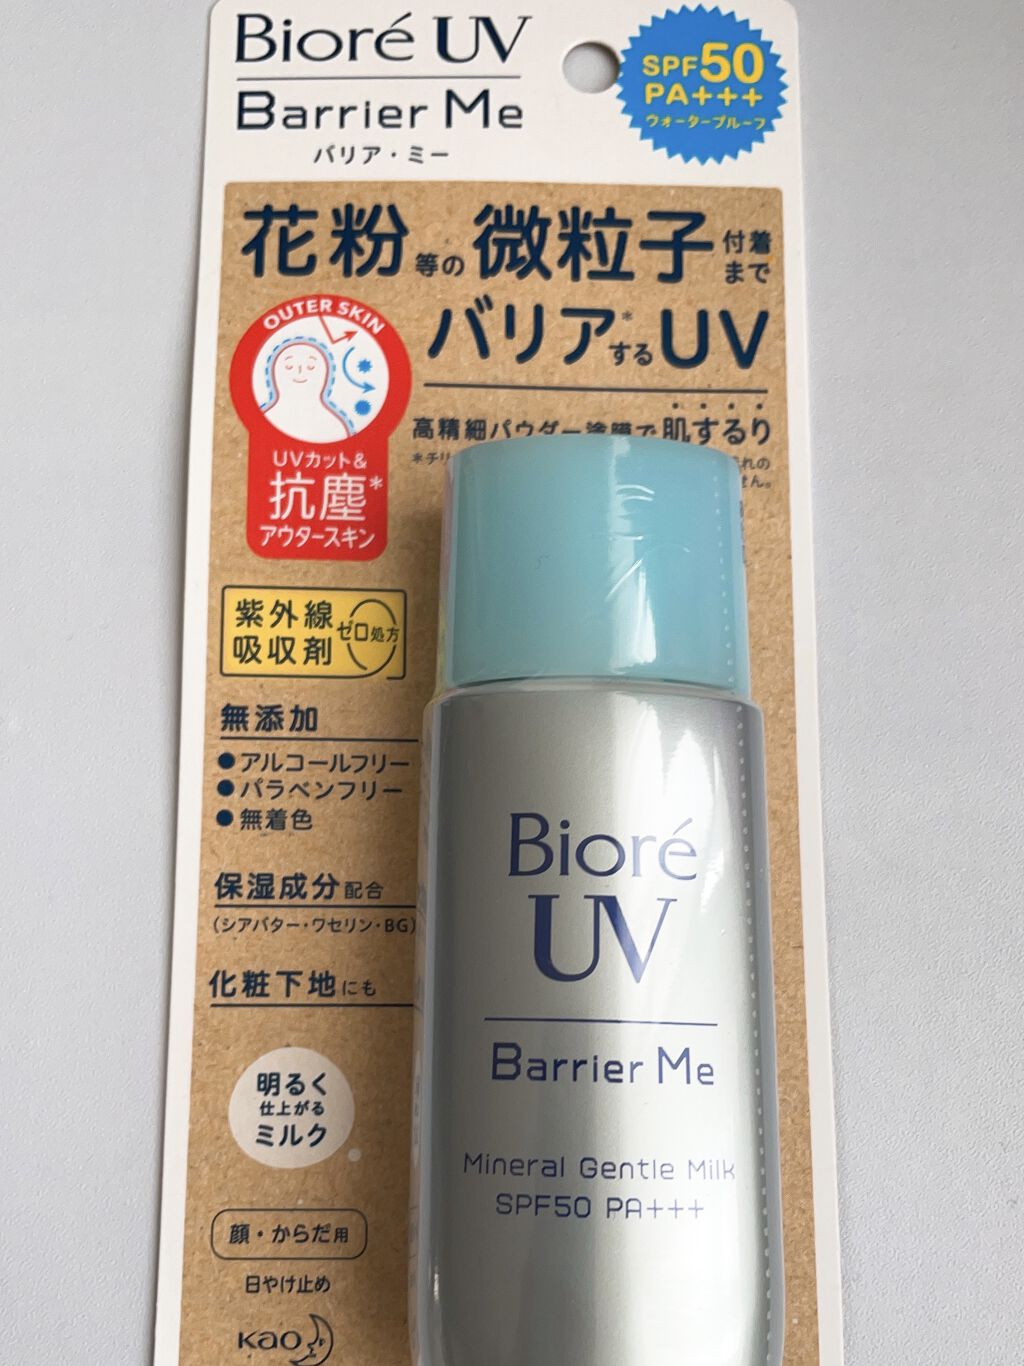 Bioré UV
Barrier Me
バリア・ミー
SPF50
PA+++
ウォータープルーフ
花粉等の微粒子付着まで
バリア*するUV
OUTER SKIN
UVカット&
抗塵*
アウタースキン
高精細パウダー塗膜で肌するり
*チリ
れの
せん。
紫外線
吸収剤
ゼロ処方
無添加
●アルコールフリー
●パラベンフリー
●無着色
保湿成分配合
(シアバター・ワセリン・BG)
化粧下地にも
明るく
仕上がる
ミルク
顔・からだ用
日やけ止め
Kao
Bioré
UV
Barrier Me
Mineral Gentle Milk
SPF50 PA+++